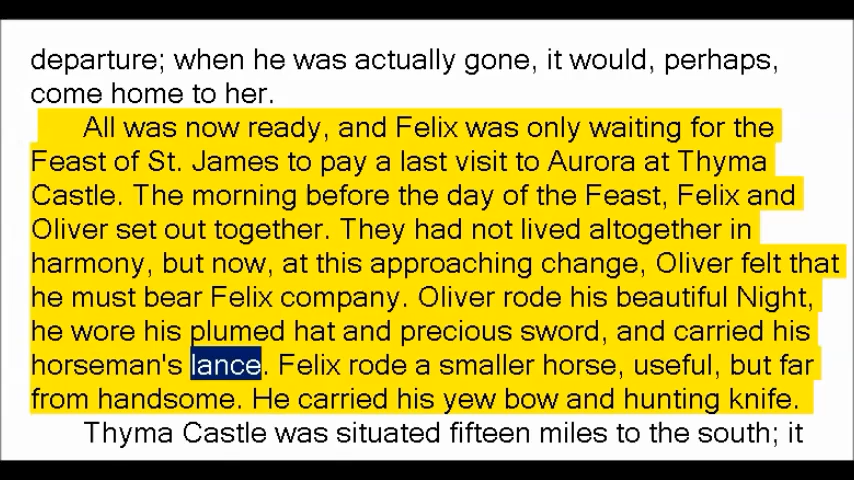 departure; when he was actually gone, it would, perhaps,
come home to her.
All was now ready, and Felix was only waiting for the
Feast of St. James to pay a last visit to Aurora at Thyma
Castle. The morning before the day of the Feast, Felix and
Oliver set out together. They had not lived altogether in
harmony, but now, at this approaching change, Oliver felt that
he must bear Felix company. Oliver rode his beautiful Night,
he wore his plumed hat and precious sword, and carried his
horseman's lance. Felix rode a smaller horse, useful, but far
from handsome. He carried his yew bow and hunting knife.
Thyma Castle was situated fifteen miles to the south; it